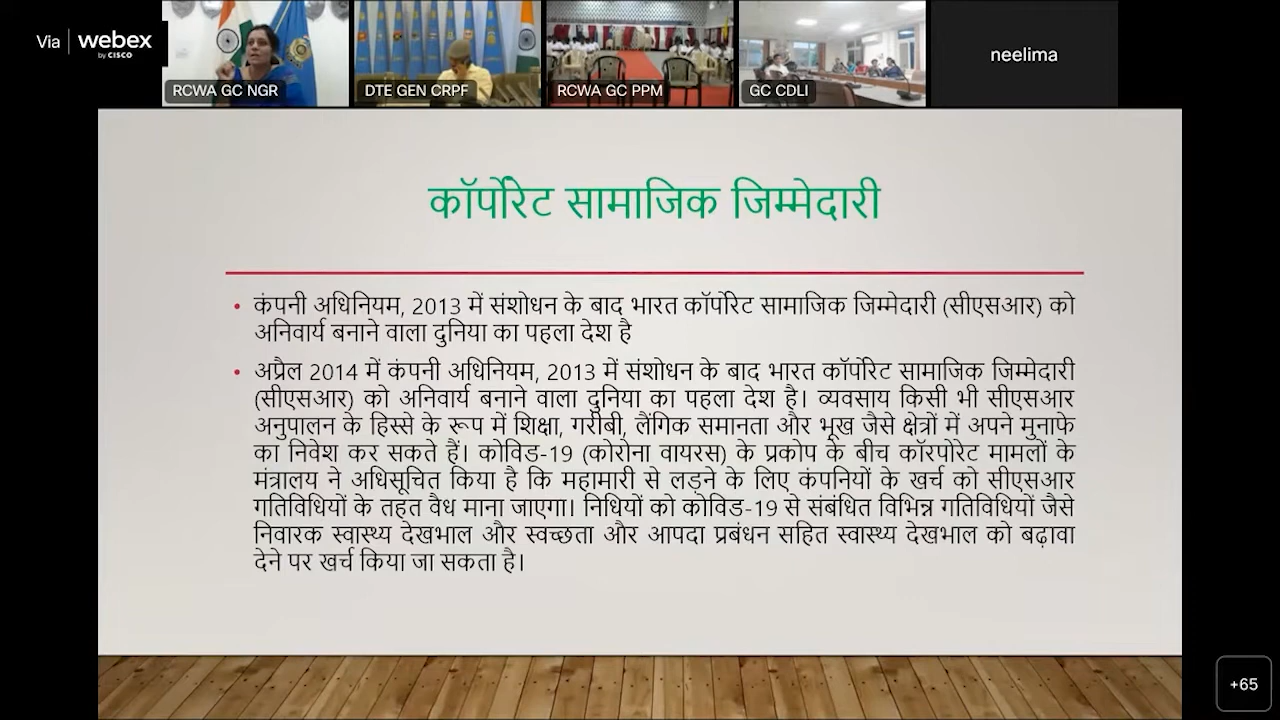 Via webex
by CISCO
RCWA GC NGR
DTE GEN CRPF
RCWA GC PPM
GC CDLI
neelima
कॉर्पोरेट सामाजिक जिम्मेदारी
• कंपनी अधिनियम, 2013 में संशोधन के बाद भारत कॉर्पोरेट सामाजिक जिम्मेदारी (सीएसआर) को
अनिवार्य बनाने वाला दुनिया का पहला देश है
• अप्रैल 2014 में कंपनी अधिनियम, 2013 में संशोधन के बाद भारत कॉर्पोरेट सामाजिक जिम्मेदारी
(सीएसआर) को अनिवार्य बनाने वाला दुनिया का पहला देश है। व्यवसाय किसी भी सीएसआर
अनुपालन के हिस्से के रूप में शिक्षा, गरीबी, लैंगिक समानता और भूख जैसे क्षेत्रों में अपने मुनाफे
का निवेश कर सकते हैं। कोविड-19 (कोरोना वायरस) के प्रकोप के बीच कॉरपोरेट मामलों के
मंत्रालय ने अधिसूचित किया है कि महामारी से लड़ने के लिए कंपनियों के खर्च को सीएसआर
गतिविधियों के तहत वैध माना जाएगा। निधियों को कोविड-19 से संबंधित विभिन्न गतिविधियों जैसे
निवारक स्वास्थ्य देखभाल और स्वच्छता और आपदा प्रबंधन सहित स्वास्थ्य देखभाल को बढ़ावा
देने पर खर्च किया जा सकता है।
+65